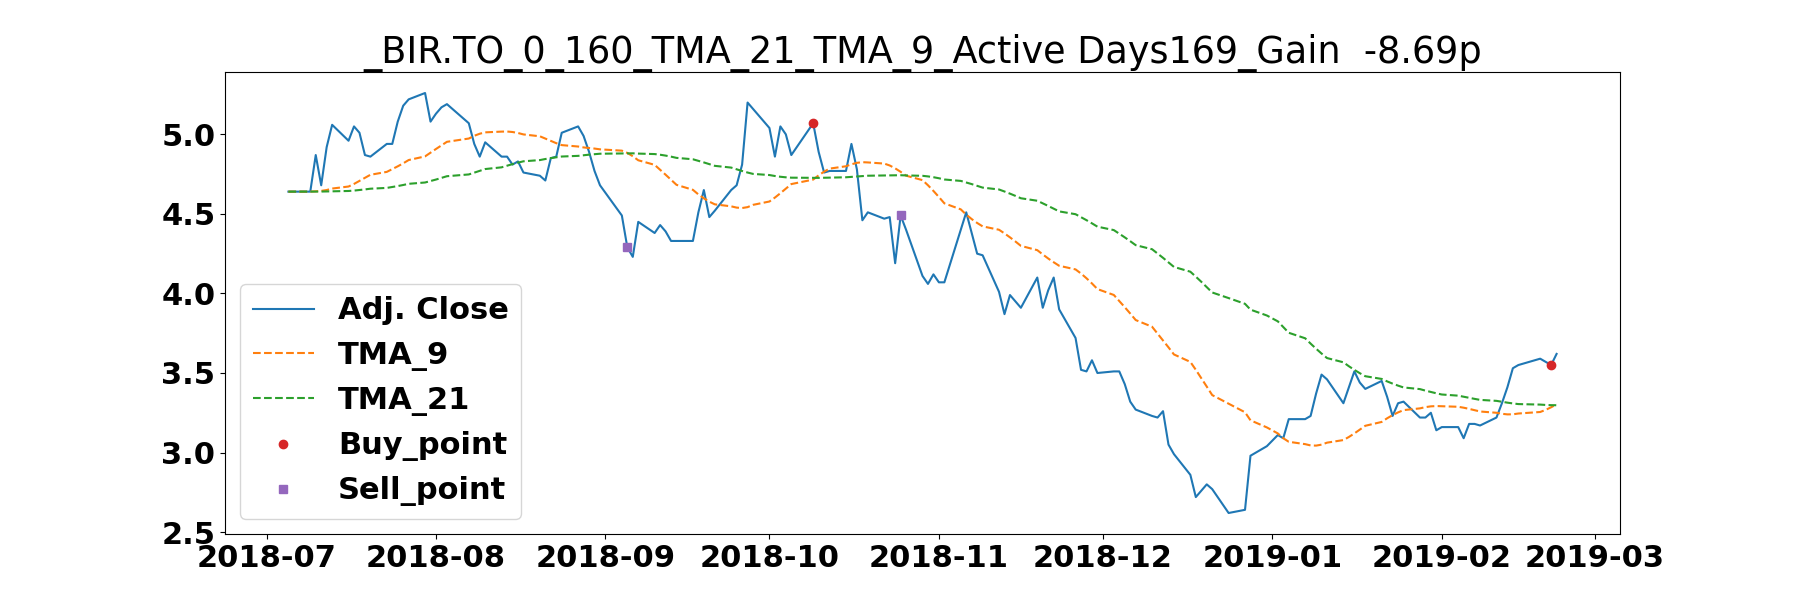 _BIR.TO_0_160_TMA_21_TMA_9_Active Days169_Gain  -8.69p
5.0
4.5
4.0
3.5
3.0
2.5
Adj. Close
TMA_9
TMA_21
Buy_point
Sell_point
2018-07 2018-08 2018-09 2018-10 2018-11 2018-12 2019-01 2019-02 2019-03